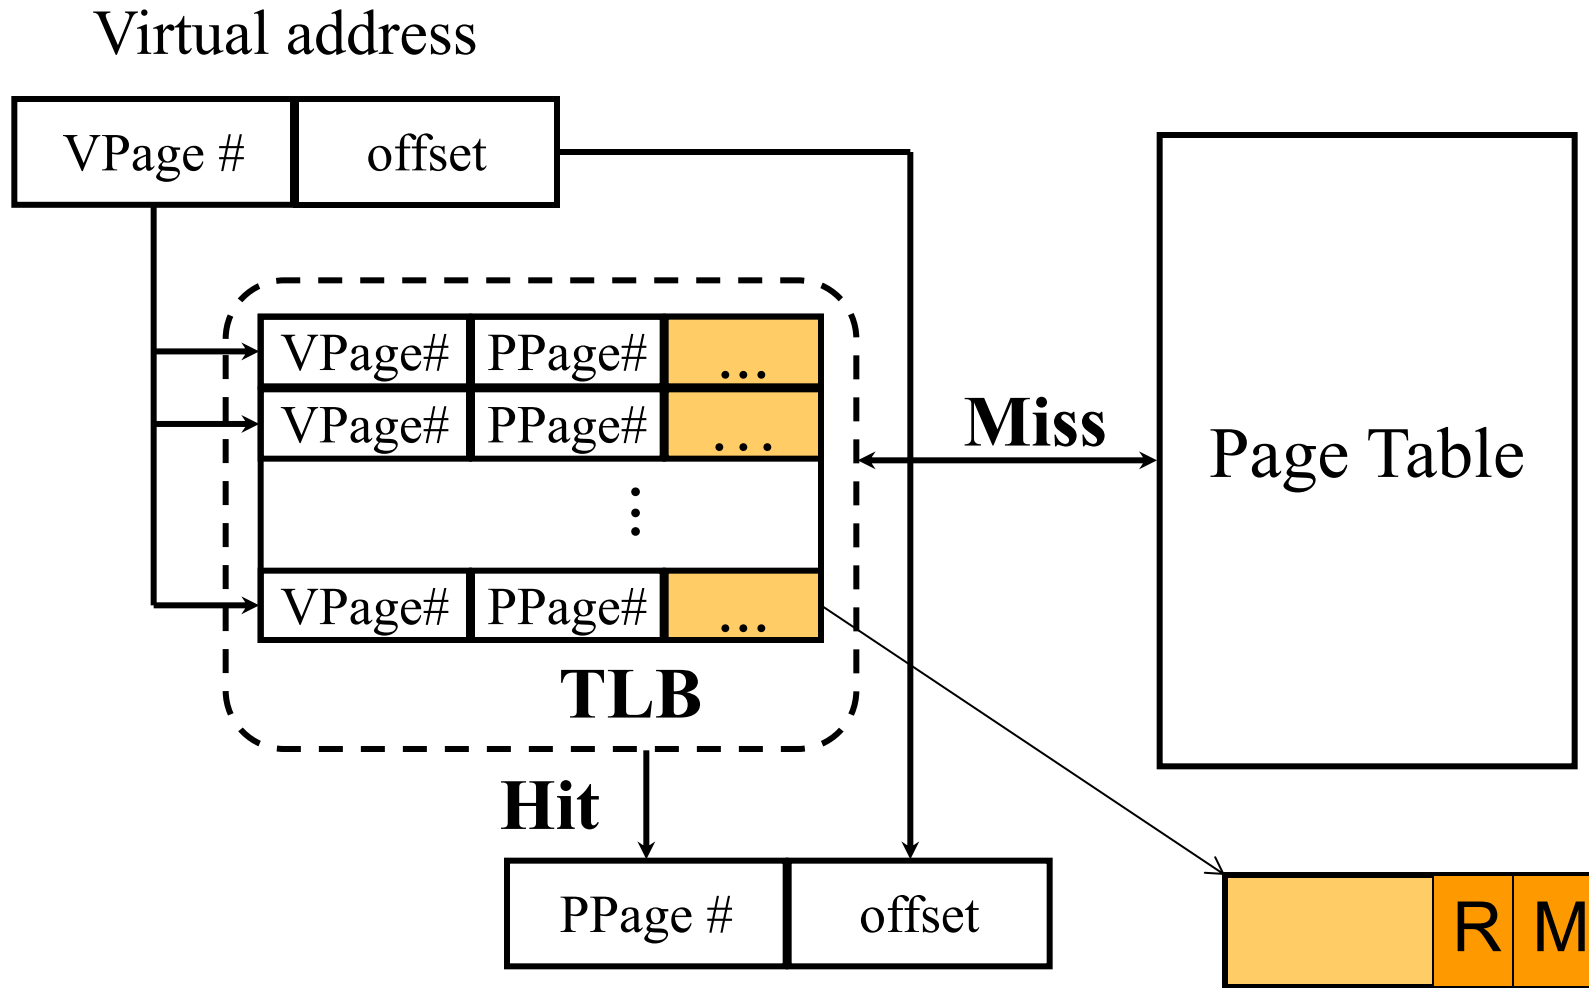 Virtual address
VPage # offset
VPage# PPage# ...
VPage# PPage# ...
Miss
Page Table
⋮
VPage# PPage# ...
TLB
Hit
PPage # offset
R M